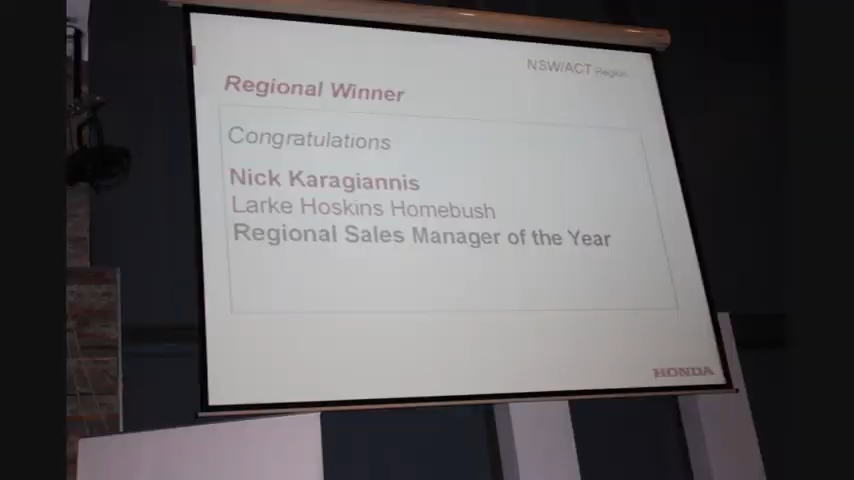 NSW/ACT Region
Regional Winner
Congratulations
Nick Karagiannis
Larke Hoskins Homebush
Regional Sales Manager of the Year
HONDA